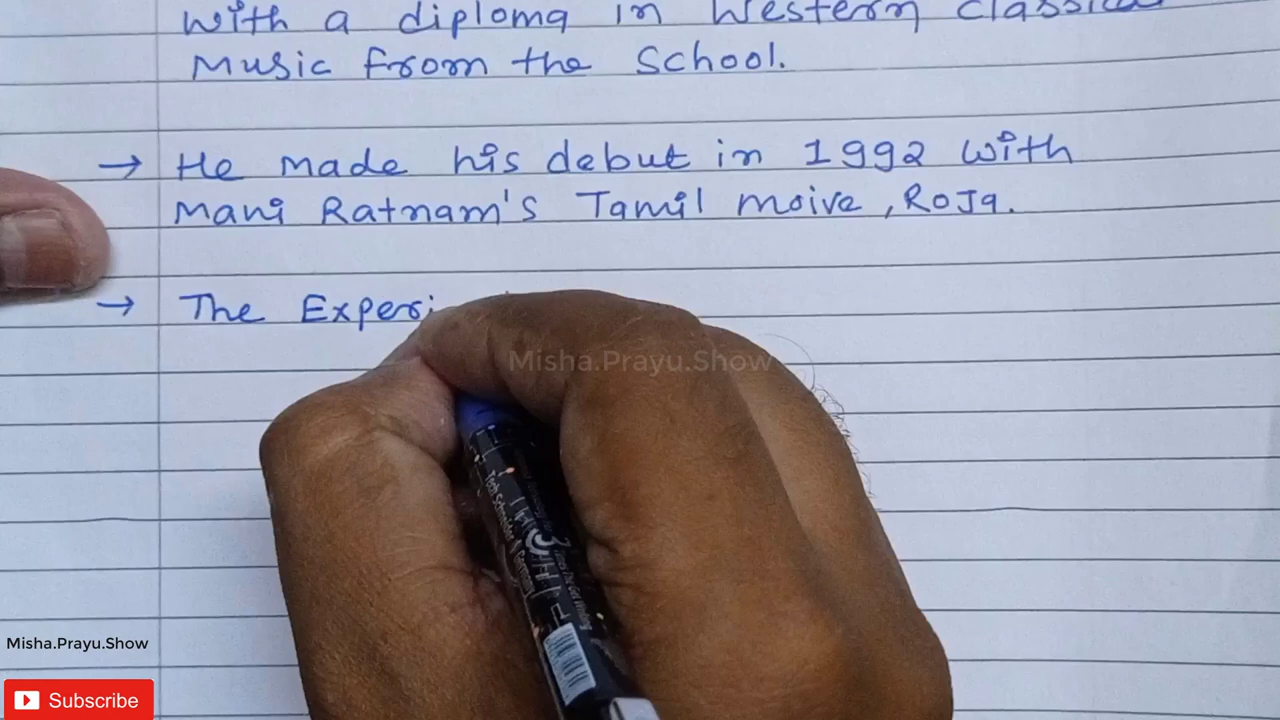 With a diploma in Western Classical
Music from the School.
→ He made his debut in 1992 with
Mani Ratnam's Tamil moive, Roja.
→ The Experi
Misha.Prayu.Show
Misha.Prayu.Show
Subscribe